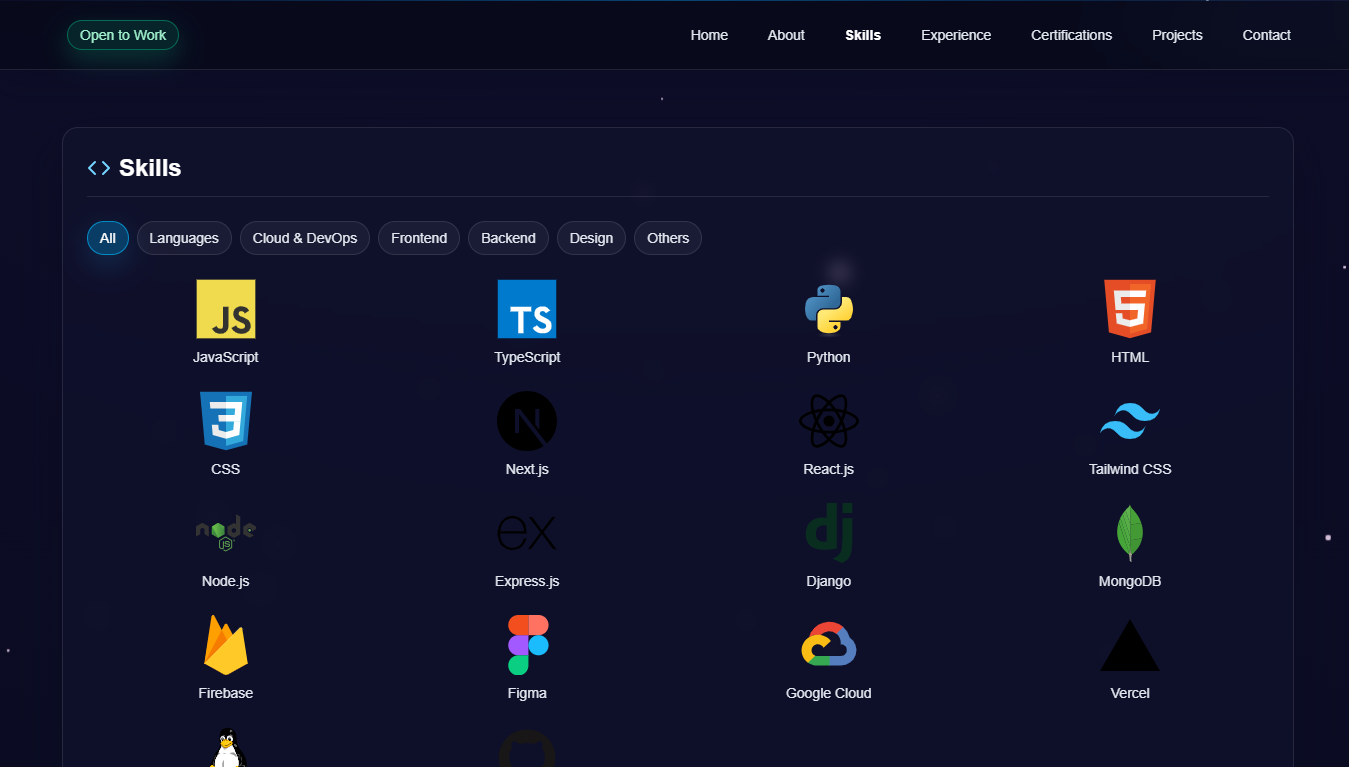 Open to Work Home About Skills Experience Certifications Projects Contact
<> Skills
All Languages Cloud & DevOps Frontend Backend Design Others
JS TS 5
JavaScript TypeScript Python HTML
3 N
CSS Next.js React.js Tailwind CSS
node JS ex dj
Node.js Express.js Django MongoDB
Firebase Figma Google Cloud Vercel